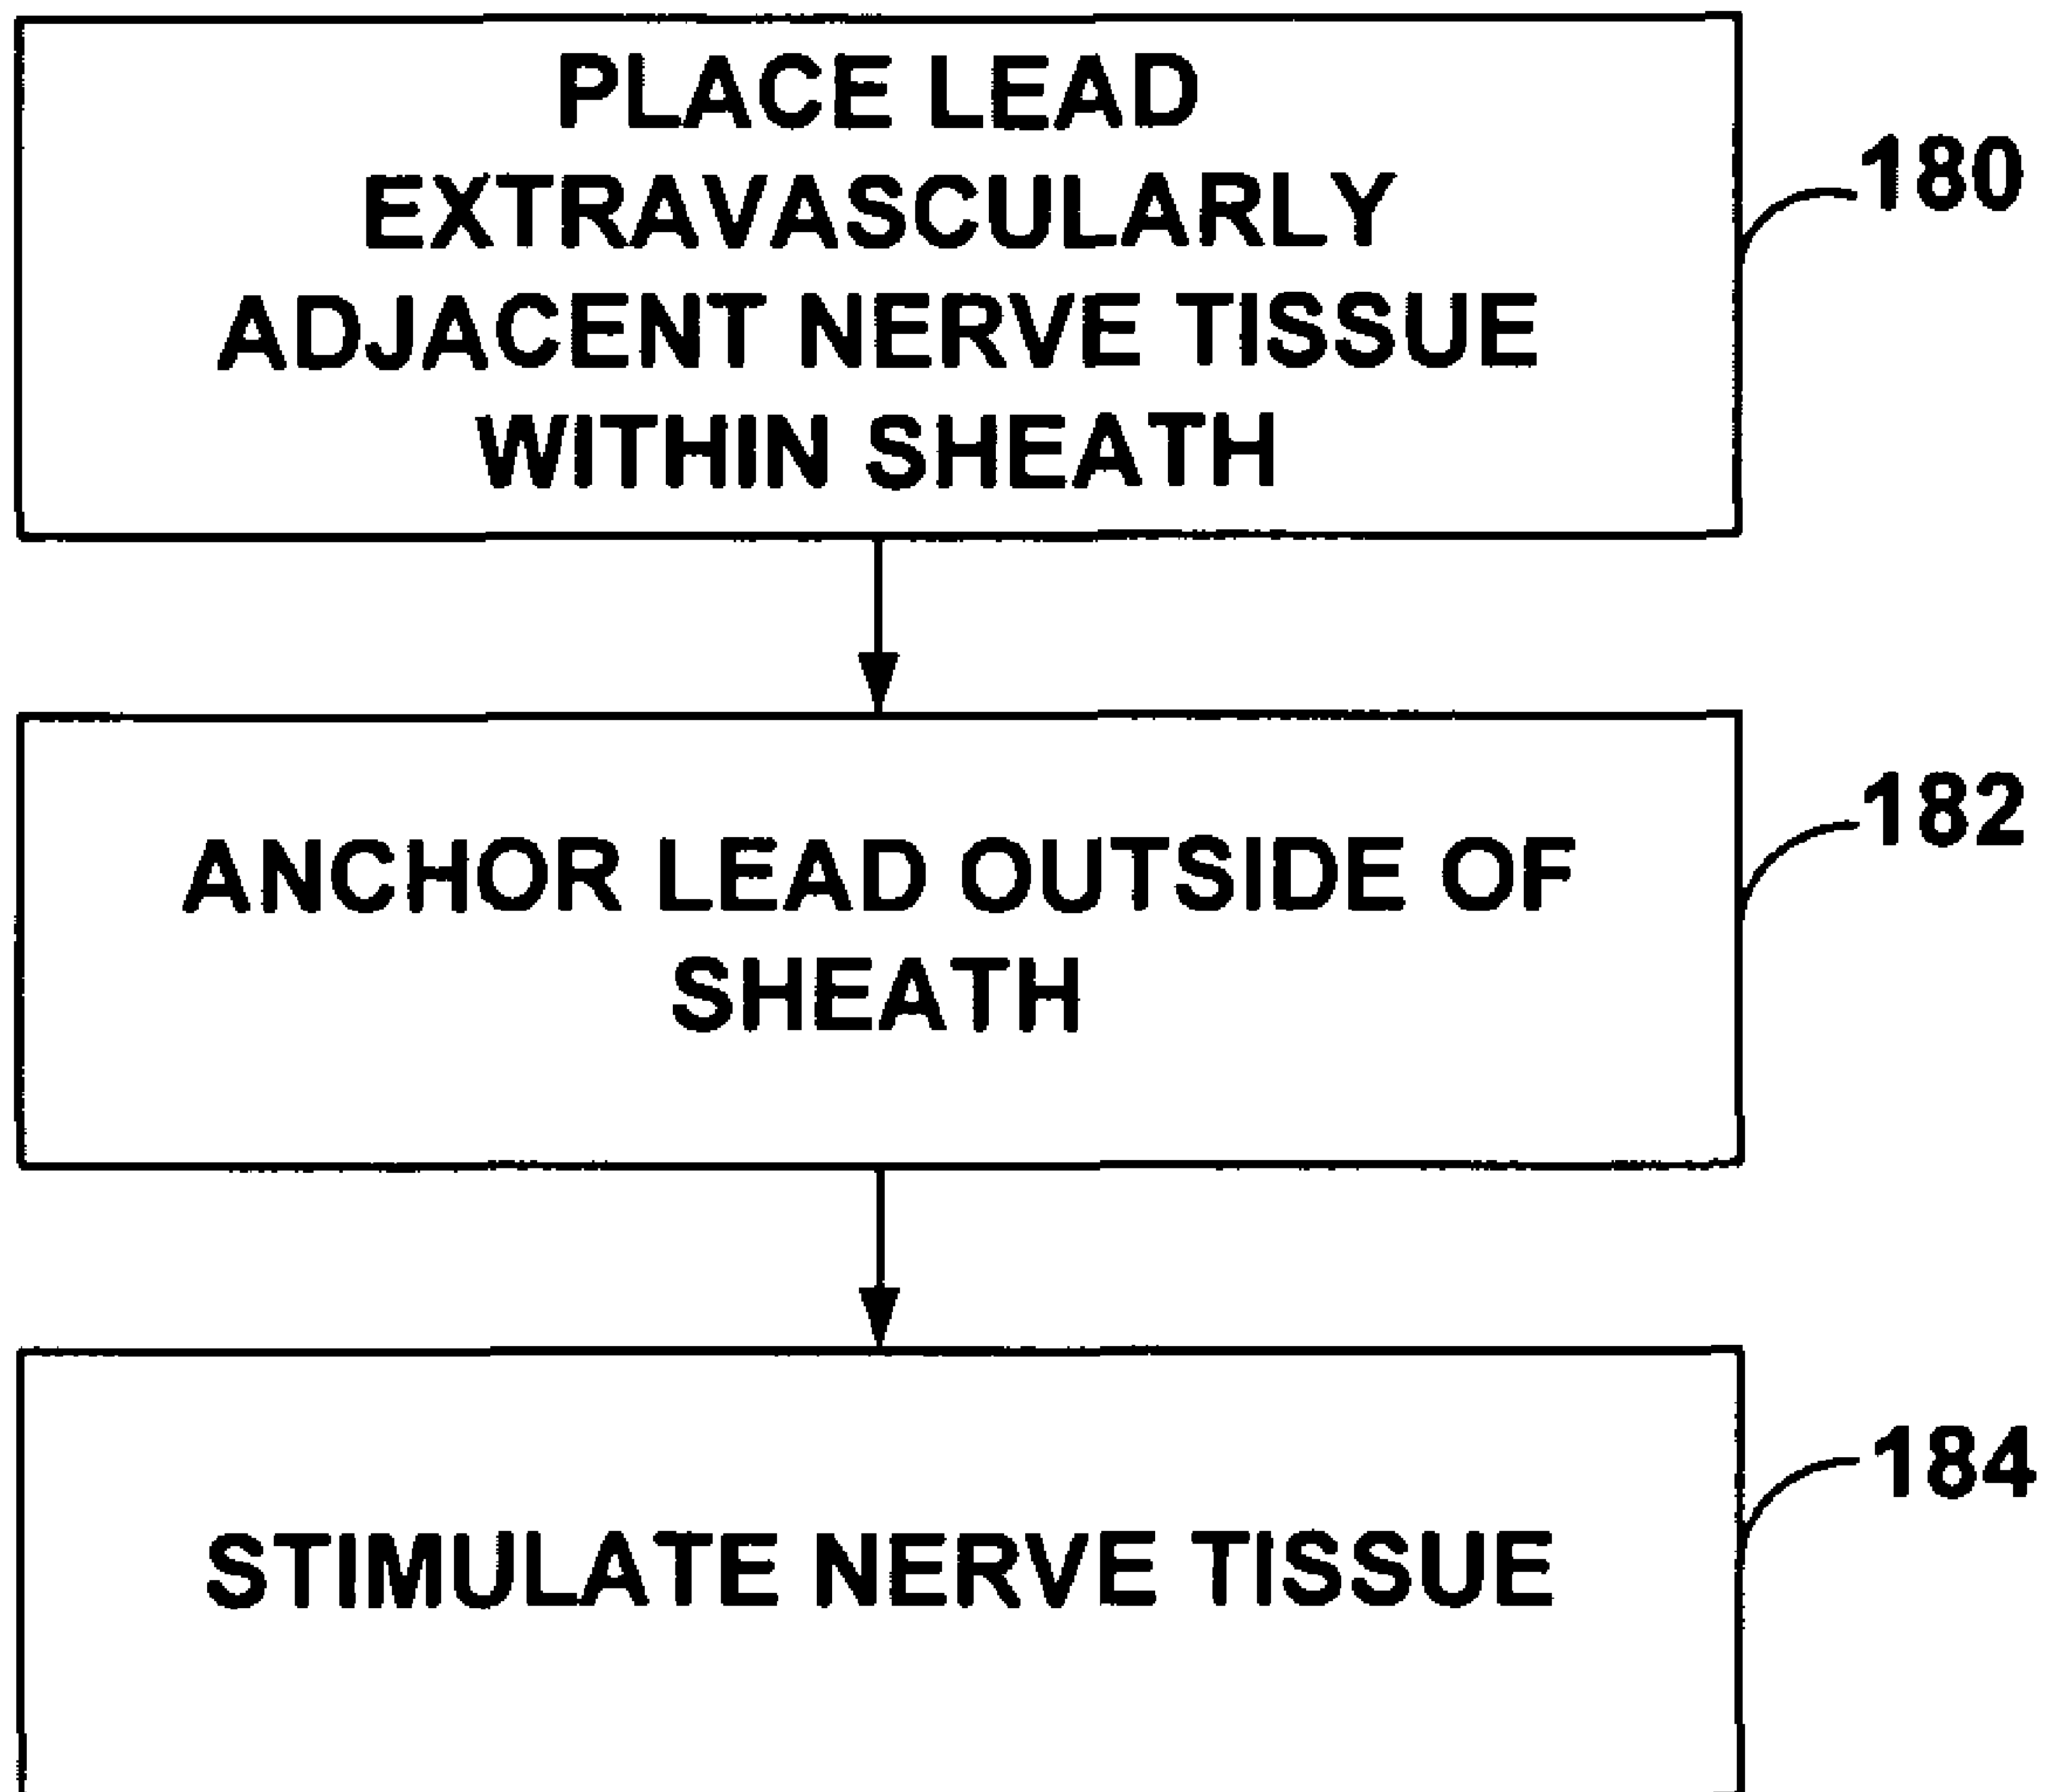 PLACE LEAD
EXTRAVASCULARLY
ADJACENT NERVE TISSUE
WITHIN SHEATH
180
ANCHOR LEAD OUTSIDE OF
SHEATH
182
STIMULATE NERVE TISSUE
184